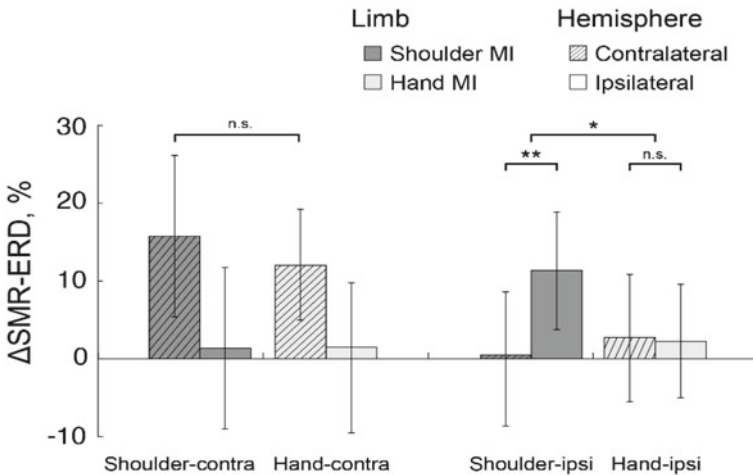 Limb Hemisphere
Shoulder MI Contralateral
Hand MI Ipsilateral
30
20
10
0
-10
ΔSMR-ERD, %
n.s.
*
**
n.s.
Shoulder-contra Hand-contra Shoulder-ipsi Hand-ipsi